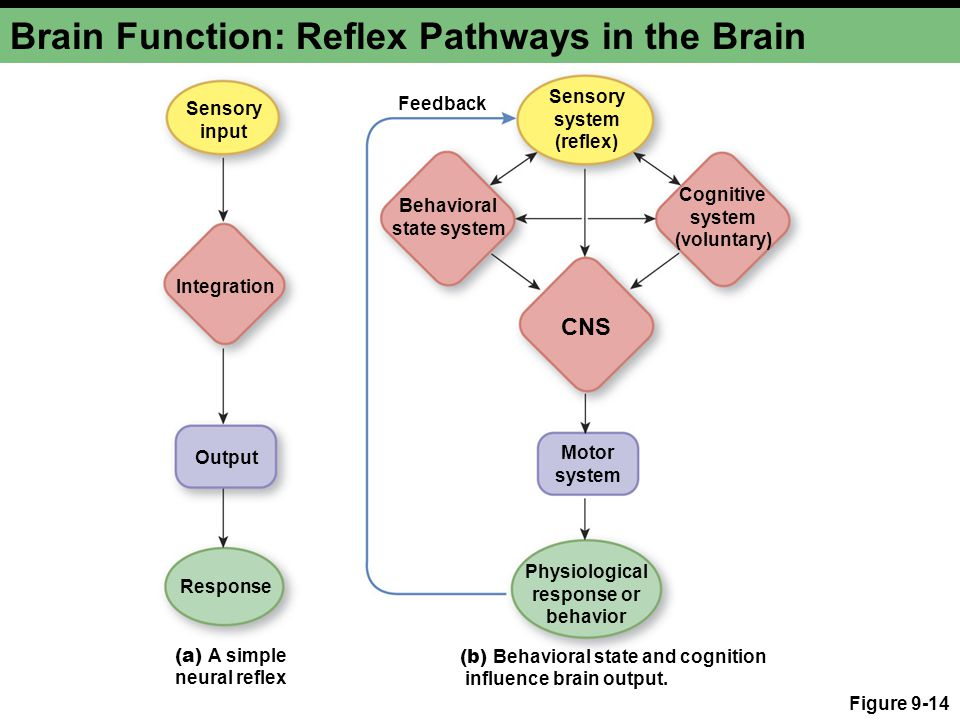 Brain Function: Reflex Pathways in the Brain
Sensory
input
Integration
Output
Response
(a) A simple
neural reflex
Feedback
Sensory
system
(reflex)
Behavioral
state system
Cognitive
system
(voluntary)
CNS
Motor
system
Physiological
response or
behavior
(b) Behavioral state and cognition
influence brain output.
Figure 9-14